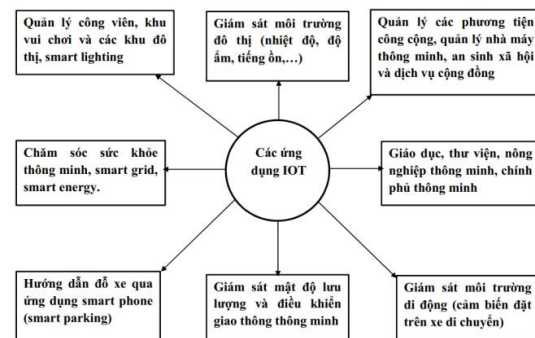 Quản lý công viên, khu
vui chơi và các khu đô
thị, smart lighting
Giám sát môi trường
đô thị (nhiệt độ, độ
ẩm, tiếng ồn,…)
Quản lý các phương tiện
công cộng, quản lý nhà máy
thông minh, an sinh xã hội
và dịch vụ cộng đồng
Chăm sóc sức khỏe
thông minh, smart grid,
smart energy.
Các ứng
dụng IOT
Giáo dục, thư viện, nông
nghiệp thông minh, chính
phủ thông minh
Hướng dẫn đỗ xe qua
ứng dụng smart phone
(smart parking)
Giám sát mật độ lưu
lượng và điều khiển
giao thông thông minh
Giám sát môi trường
di động (cảm biến đặt
trên xe di chuyển)